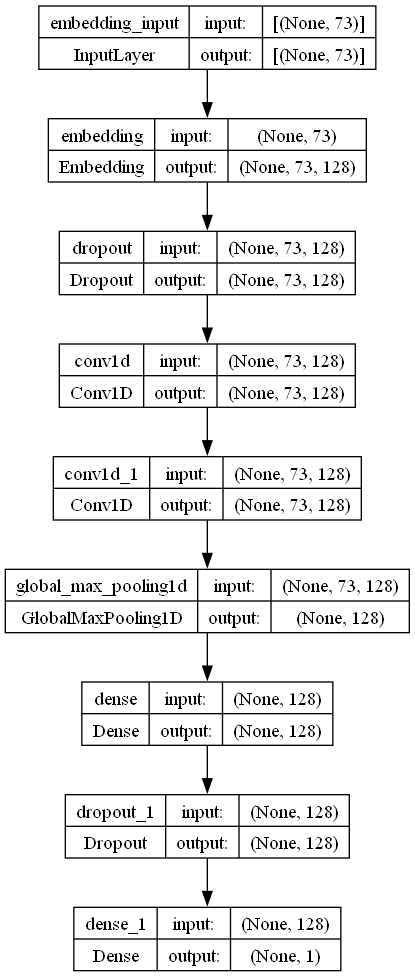 embedding_input input: [(None, 73)]
InputLayer output: [(None, 73)]
embedding input: (None, 73)
Embedding output: (None, 73, 128)
dropout input: (None, 73, 128)
Dropout output: (None, 73, 128)
conv1d input: (None, 73, 128)
Conv1D output: (None, 73, 128)
conv1d_1 input: (None, 73, 128)
Conv1D output: (None, 73, 128)
global_max_pooling1d input: (None, 73, 128)
GlobalMaxPooling1D output: (None, 128)
dense input: (None, 128)
Dense output: (None, 128)
dropout_1 input: (None, 128)
Dropout output: (None, 128)
dense_1 input: (None, 128)
Dense output: (None, 1)